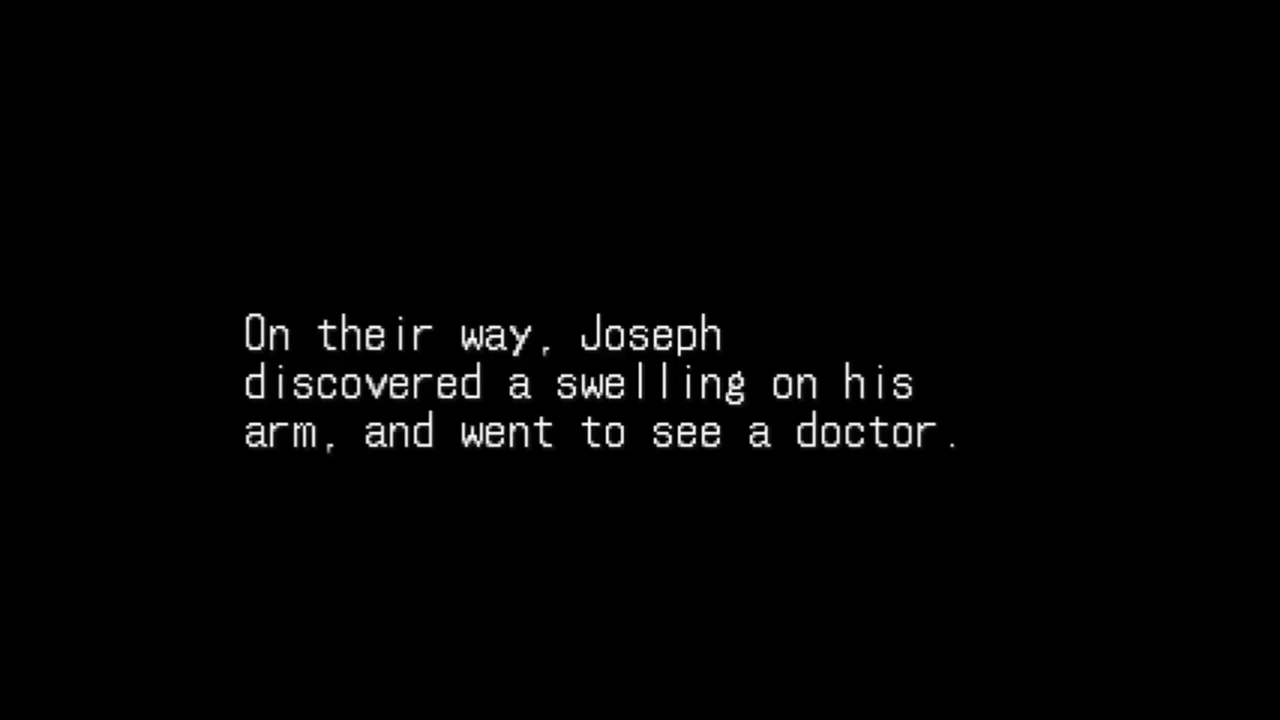 On their way, Joseph
discovered a swelling on his
arm, and went to see a doctor.